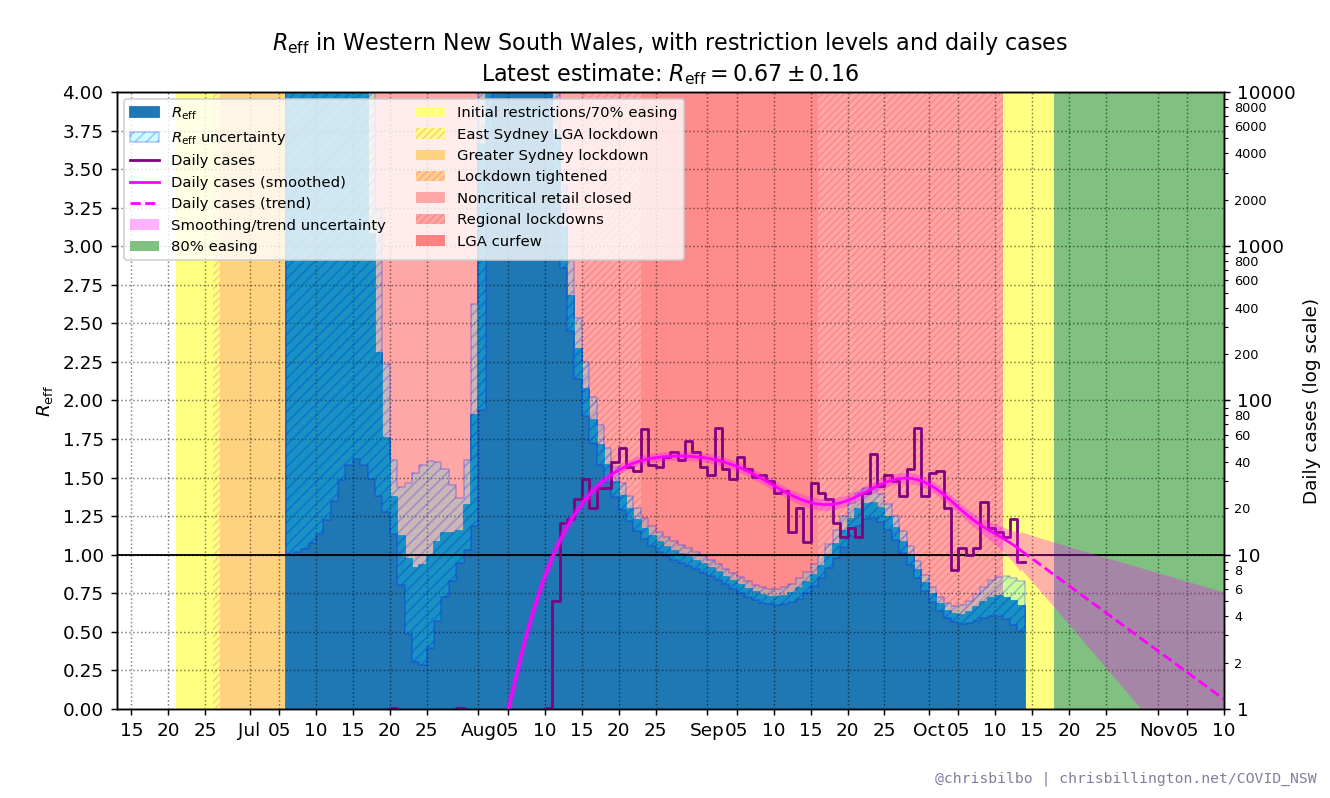 R_eff in Western New South Wales, with restriction levels and daily cases
Latest estimate: R_eff = 0.67 ± 0.16
R_eff
R_eff uncertainty
Daily cases
Daily cases (smoothed)
Daily cases (trend)
Smoothing/trend uncertainty
80% easing
Initial restrictions/70% easing
East Sydney LGA lockdown
Greater Sydney lockdown
Lockdown tightened
Noncritical retail closed
Regional lockdowns
LGA curfew
R_eff
4.00
3.75
3.50
3.25
3.00
2.75
2.50
2.25
2.00
1.75
1.50
1.25
1.00
0.75
0.50
0.25
0.00
10000
8000
6000
4000
2000
1000
800
600
400
200
100
80
60
40
20
10
8
6
4
2
1
Daily cases (log scale)
15 20 25 Jul 05 10 15 20 25 Aug 05 10 15 20 25 Sep 05 10 15 20 25 Oct 05 10 15 20 25 Nov 05 10
@chrisbilbo | chrisbillington.net/COVID_NSW